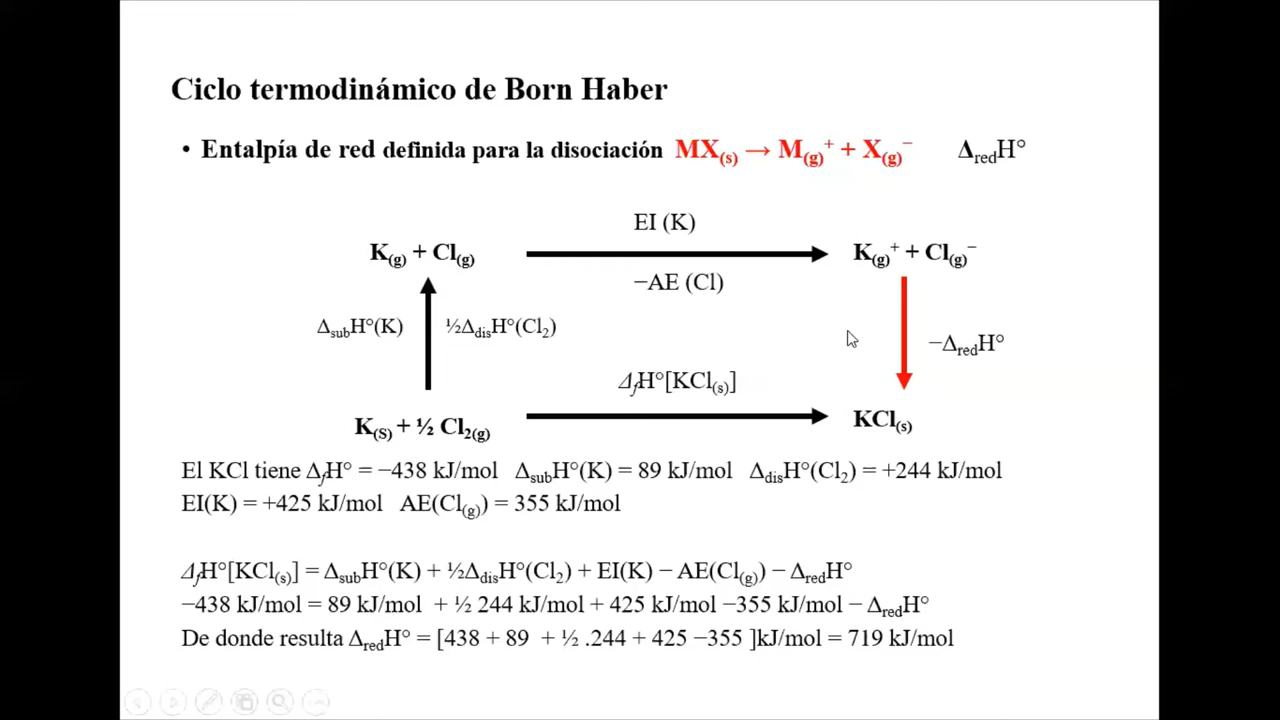 Ciclo termodinámico de Born Haber
• Entalpía de red definida para la disociación MX(s) → M(g)⁺ + X(g)⁻ ΔredH°
EI (K)
K(g) + Cl(g)
K(g)⁺ + Cl(g)⁻
−AE (Cl)
ΔsubH°(K) ½ΔdisH°(Cl₂)
−ΔredH°
ΔfH°[KCl(s)]
K(S) + ½ Cl₂(g)
KCl(s)
El KCl tiene ΔfH° = −438 kJ/mol ΔsubH°(K) = 89 kJ/mol ΔdisH°(Cl₂) = +244 kJ/mol
EI(K) = +425 kJ/mol AE(Cl(g)) = 355 kJ/mol
ΔfH°[KCl(s)] = ΔsubH°(K) + ½ΔdisH°(Cl₂) + EI(K) − AE(Cl(g)) − ΔredH°
−438 kJ/mol = 89 kJ/mol + ½ 244 kJ/mol + 425 kJ/mol −355 kJ/mol − ΔredH°
De donde resulta ΔredH° = [438 + 89 + ½ .244 + 425 −355 ]kJ/mol = 719 kJ/mol